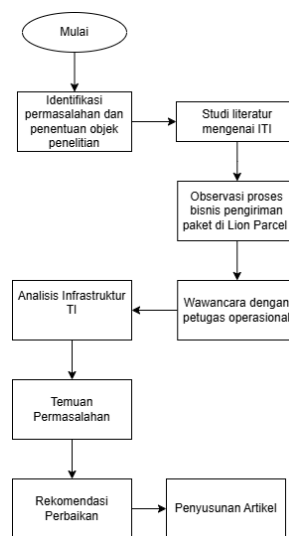 Mulai
Identifikasi
permasalahan dan
penentuan objek
penelitian
Studi literatur
mengenai ITI
Observasi proses
bisnis pengiriman
paket di Lion Parcel
Wawancara dengan
petugas operasional
Analisis Infrastruktur
TI
Temuan
Permasalahan
Rekomendasi
Perbaikan
Penyusunan Artikel